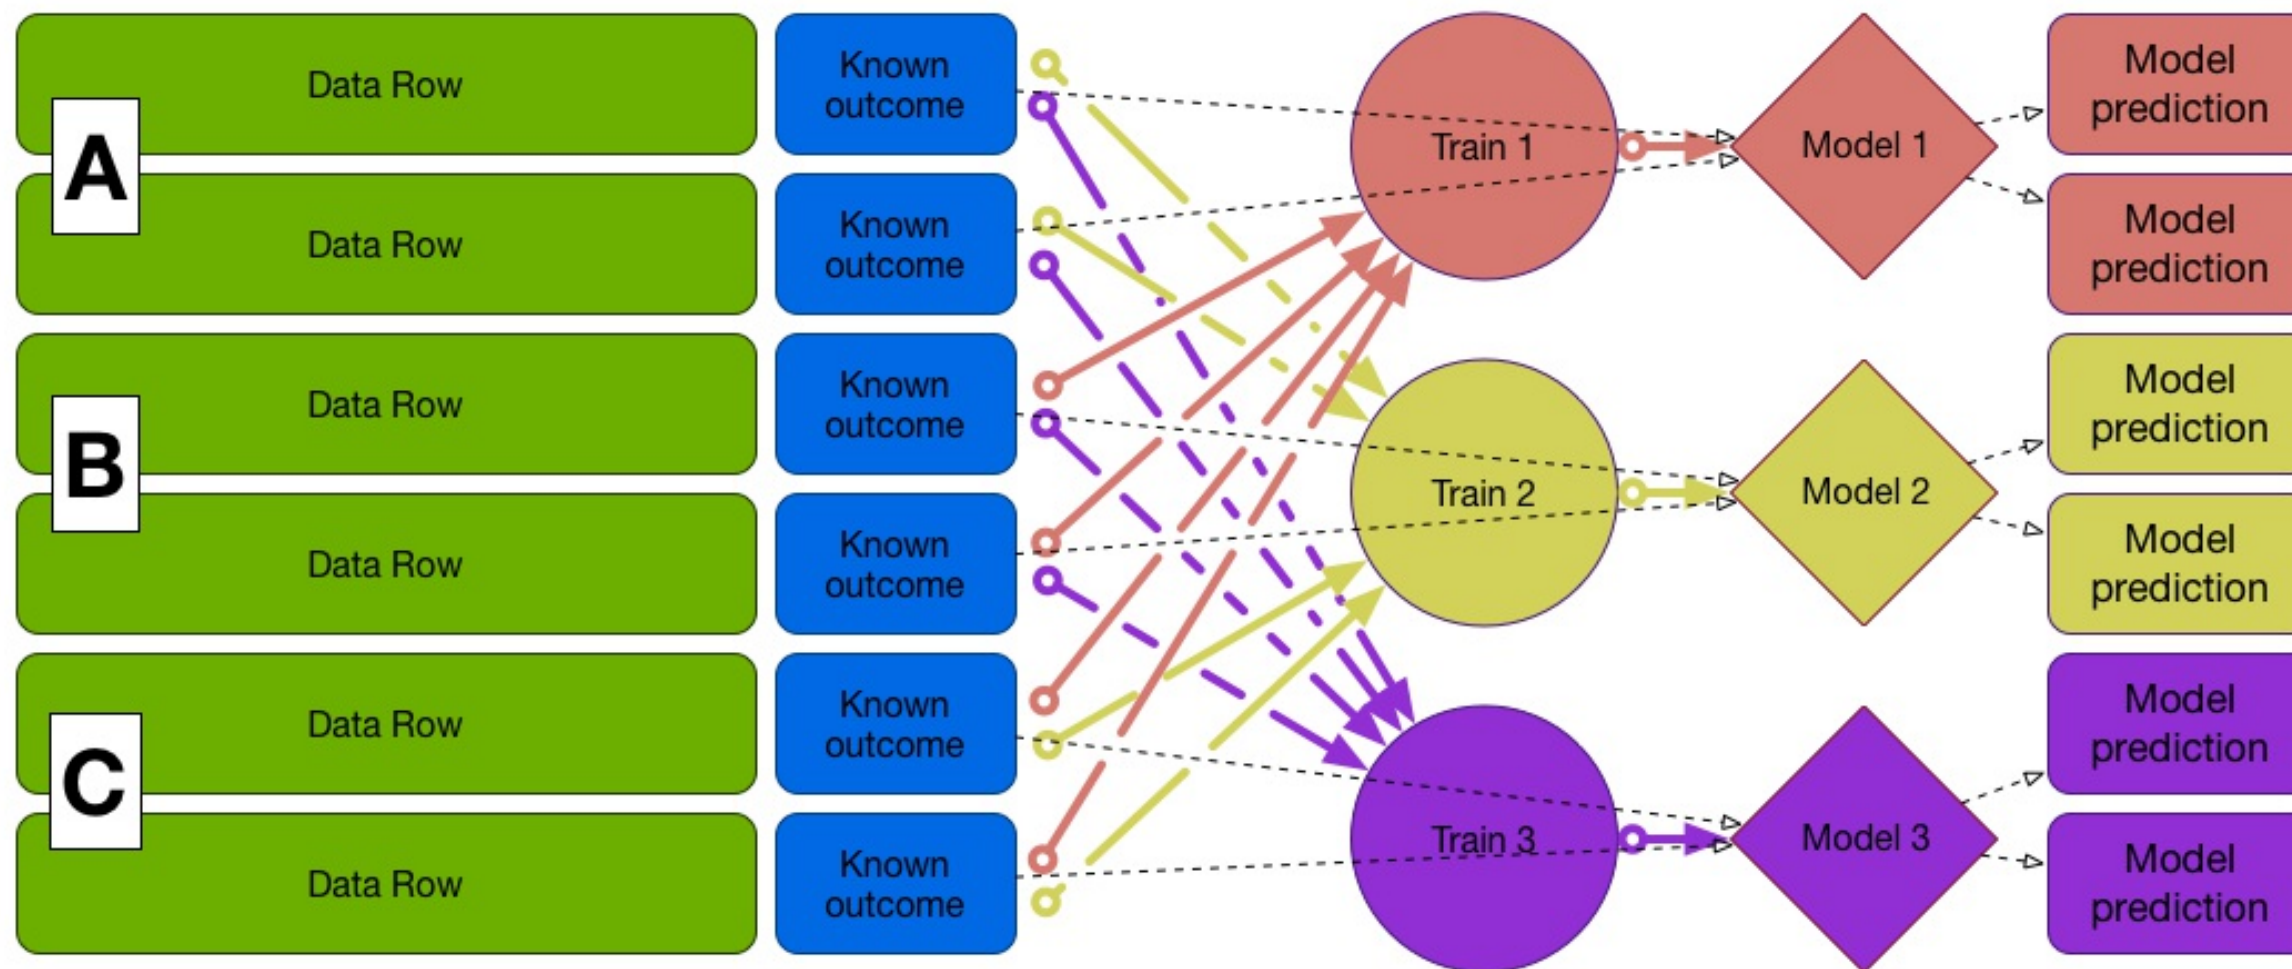 Data Row
Known
outcome
Train 1
Model 1
Model
prediction
A
Data Row
Known
outcome
Model
prediction
Data Row
Known
outcome
Train 2
Model 2
Model
prediction
B
Data Row
Known
outcome
Model
prediction
Data Row
Known
outcome
Train 3
Model 3
Model
prediction
C
Data Row
Known
outcome
Model
prediction